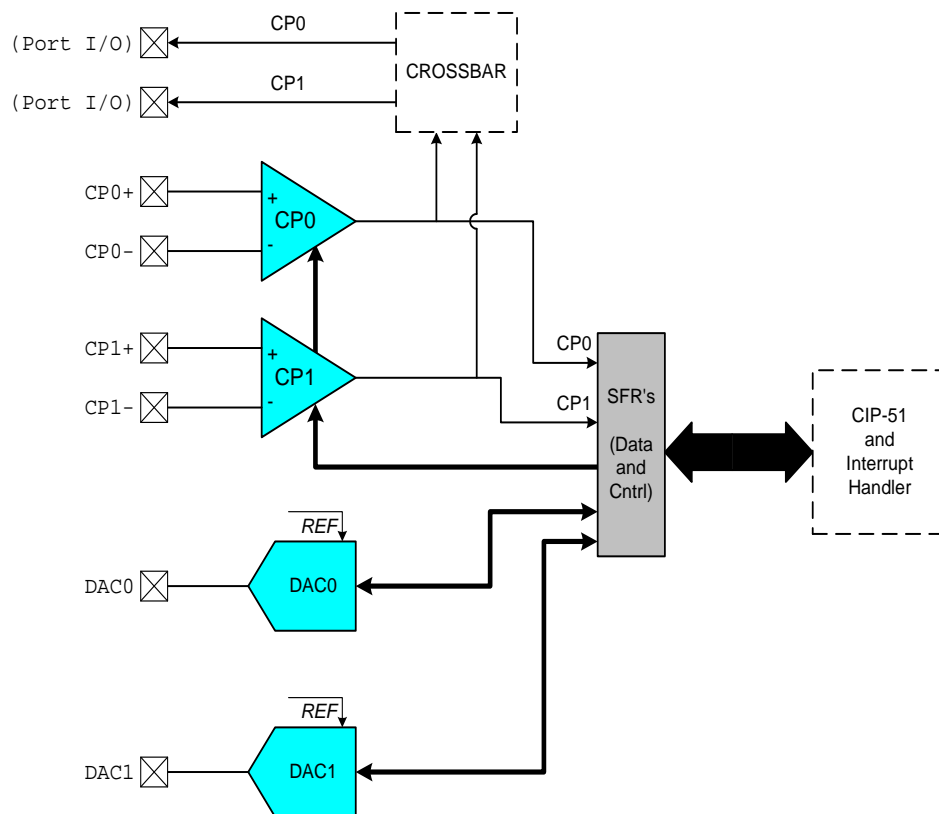 (Port I/O)
CP0
CROSSBAR
(Port I/O)
CP1
CP0+
+
CP0
CP0-
-
CP1+
+
CP1
CP1-
-
CP0
CP1
SFR's
(Data
and
Cntrl)
CIP-51
and
Interrupt
Handler
REF
DAC0
DAC0
REF
DAC1
DAC1